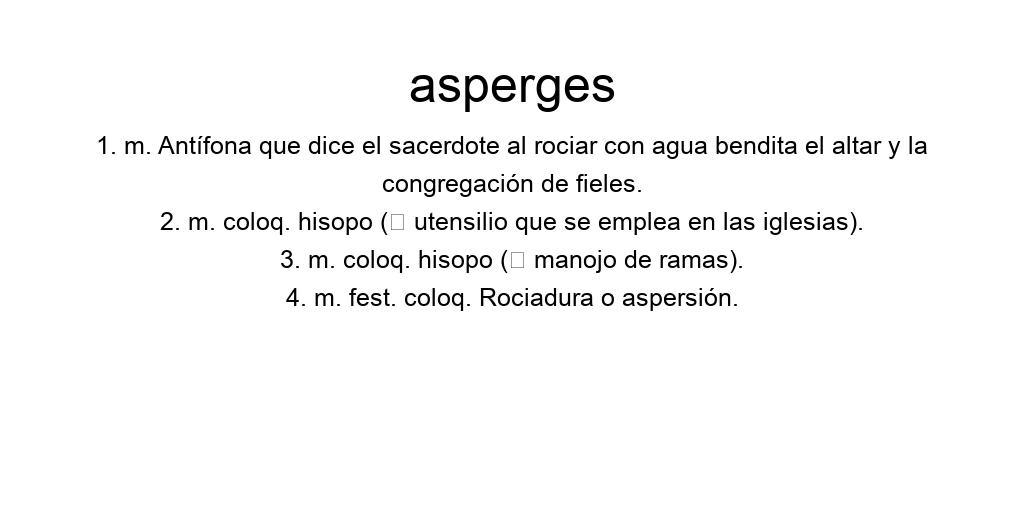 asperges
1. m. Antífona que dice el sacerdote al rociar con agua bendita el altar y la
congregación de fieles.
2. m. coloq. hisopo (□ utensilio que se emplea en las iglesias).
3. m. coloq. hisopo (□ manojo de ramas).
4. m. fest. coloq. Rociadura o aspersión.